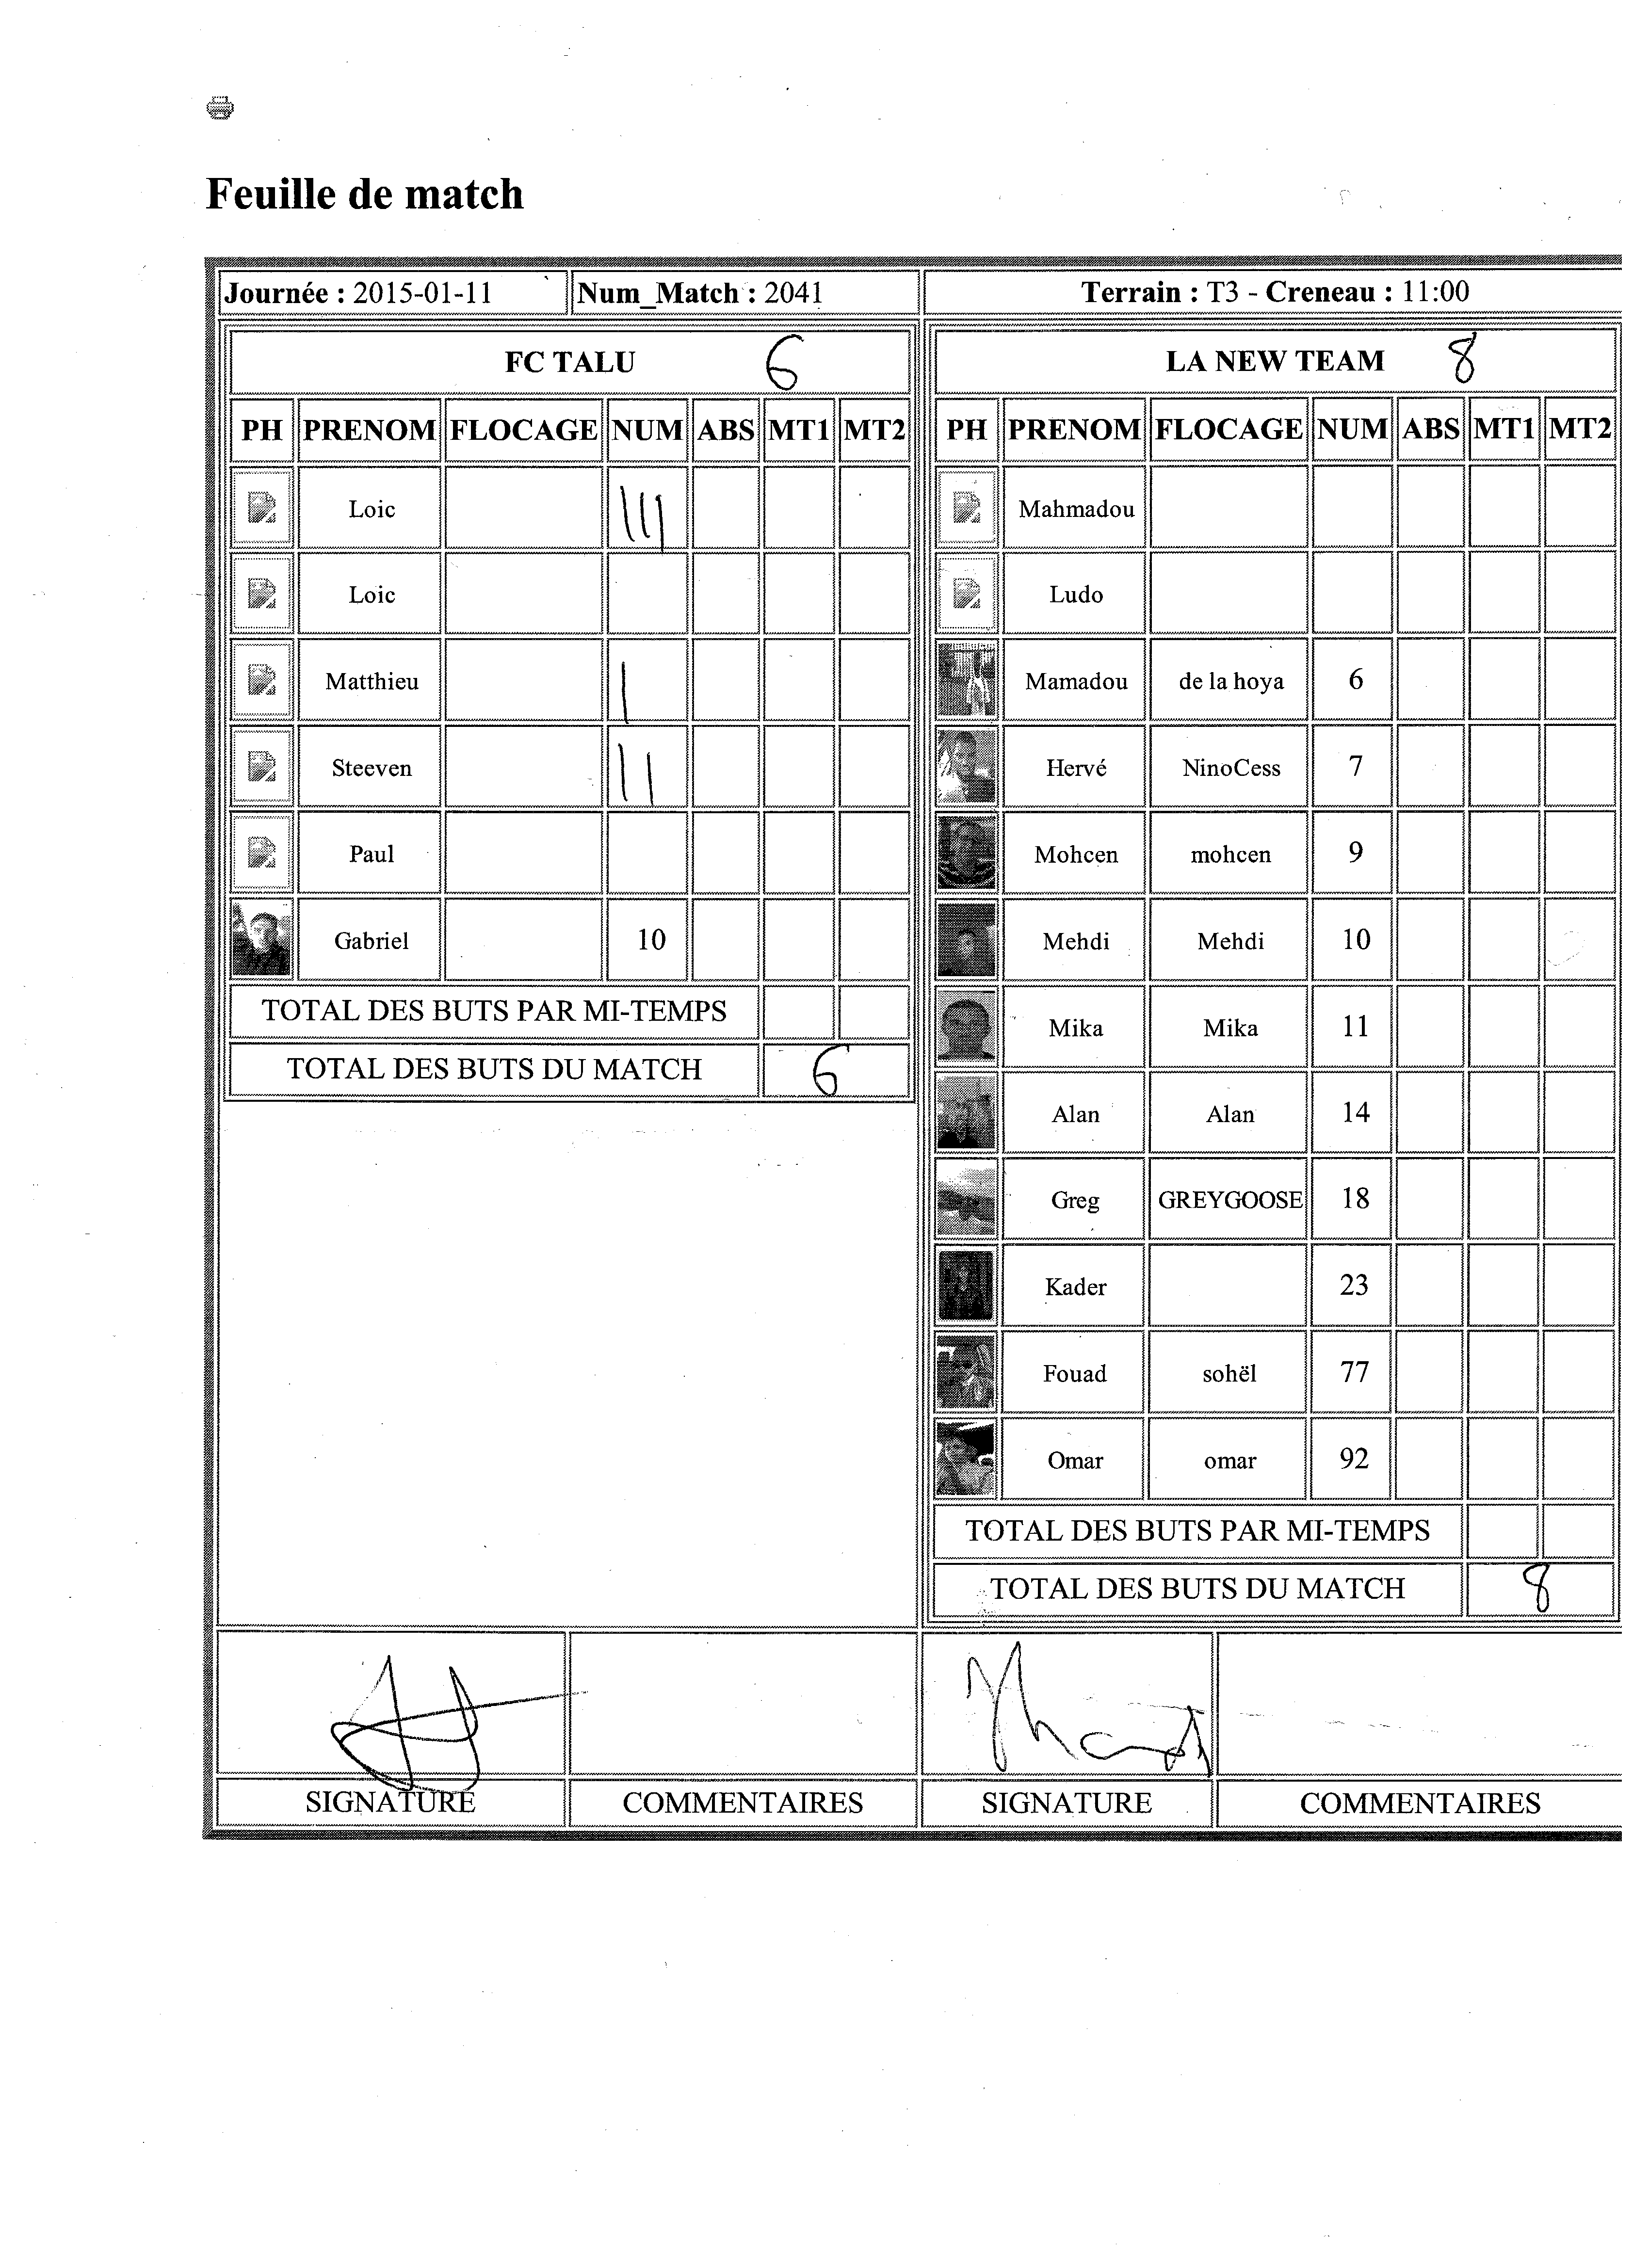 Feuille de match
Journée : 2015-01-11 Num_Match : 2041 Terrain : T3 - Creneau : 11:00
FC TALU 6
PH PRENOM FLOCAGE NUM ABS MT1 MT2
Loic |||
Loic
Matthieu |
Steeven ||
Paul
Gabriel 10
TOTAL DES BUTS PAR MI-TEMPS
TOTAL DES BUTS DU MATCH 6
LA NEW TEAM 8
PH PRENOM FLOCAGE NUM ABS MT1 MT2
Mahmadou
Ludo
Mamadou de la hoya 6
Hervé NinoCess 7
Mohcen mohcen 9
Mehdi Mehdi 10
Mika Mika 11
Alan Alan 14
Greg GREYGOOSE 18
Kader 23
Fouad sohël 77
Omar omar 92
TOTAL DES BUTS PAR MI-TEMPS
TOTAL DES BUTS DU MATCH 8
SIGNATURE COMMENTAIRES SIGNATURE COMMENTAIRES